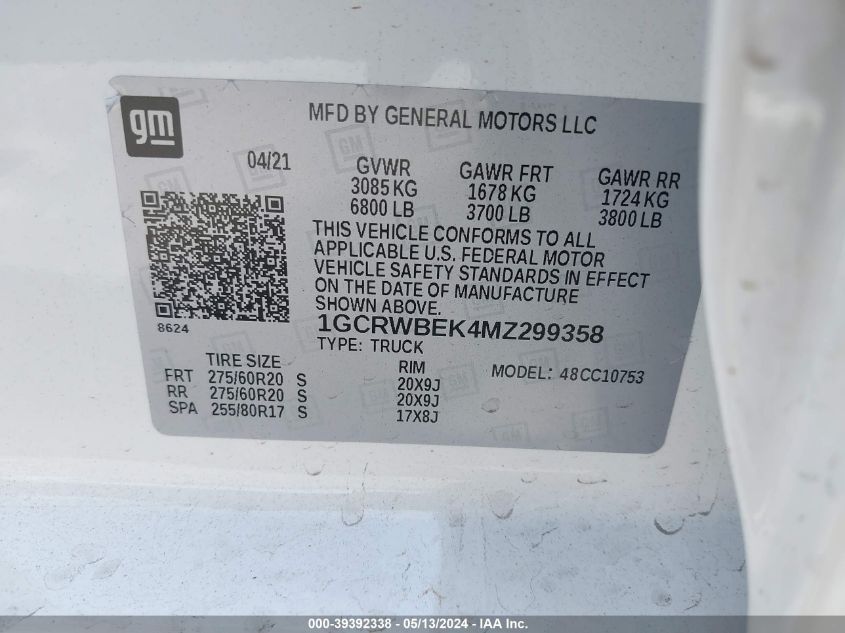 gm
MFD BY GENERAL MOTORS LLC
04/21
GVWR GAWR FRT GAWR RR
3085 KG 1678 KG 1724 KG
6800 LB 3700 LB 3800 LB
THIS VEHICLE CONFORMS TO ALL
APPLICABLE U.S. FEDERAL MOTOR
VEHICLE SAFETY STANDARDS IN EFFECT
ON THE DATE OF MANUFACTURE
SHOWN ABOVE.
8624
1GCRWBEK4MZ299358
TYPE: TRUCK
TIRE SIZE RIM MODEL: 48CC10753
FRT 275/60R20 S 20X9J
RR 275/60R20 S 20X9J
SPA 255/80R17 S 17X8J
000-39392338 - 05/13/2024 - IAA Inc.